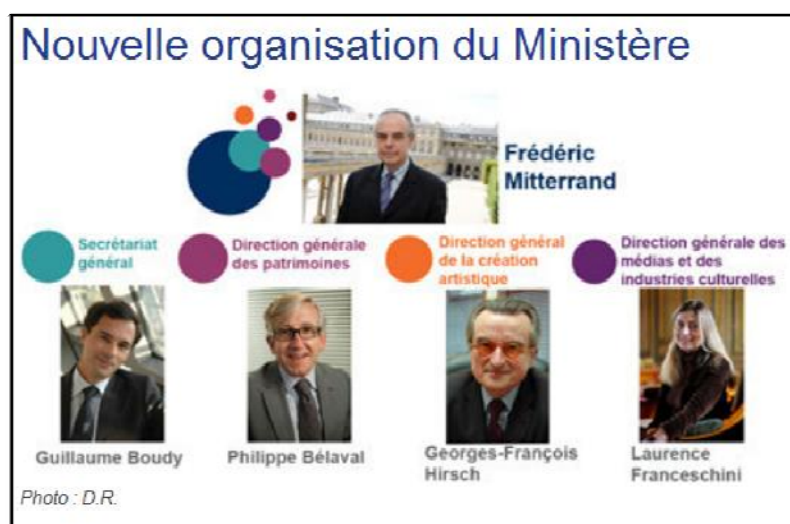 Nouvelle organisation du Ministère
Frédéric
Mitterrand
Secrétariat
général
Direction générale
des patrimoines
Direction général
de la création
artistique
Direction générale des
médias et des
industries culturelles
Guillaume Boudy
Philippe Bélaval
Georges-François
Hirsch
Laurence
Franceschini
Photo : D.R.